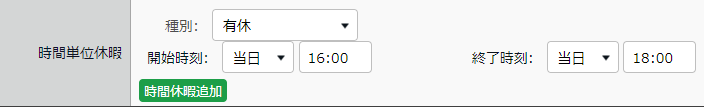 種別： 有休
時間単位休暇
開始時刻： 当日 16:00 終了時刻： 当日 18:00
時間休暇追加